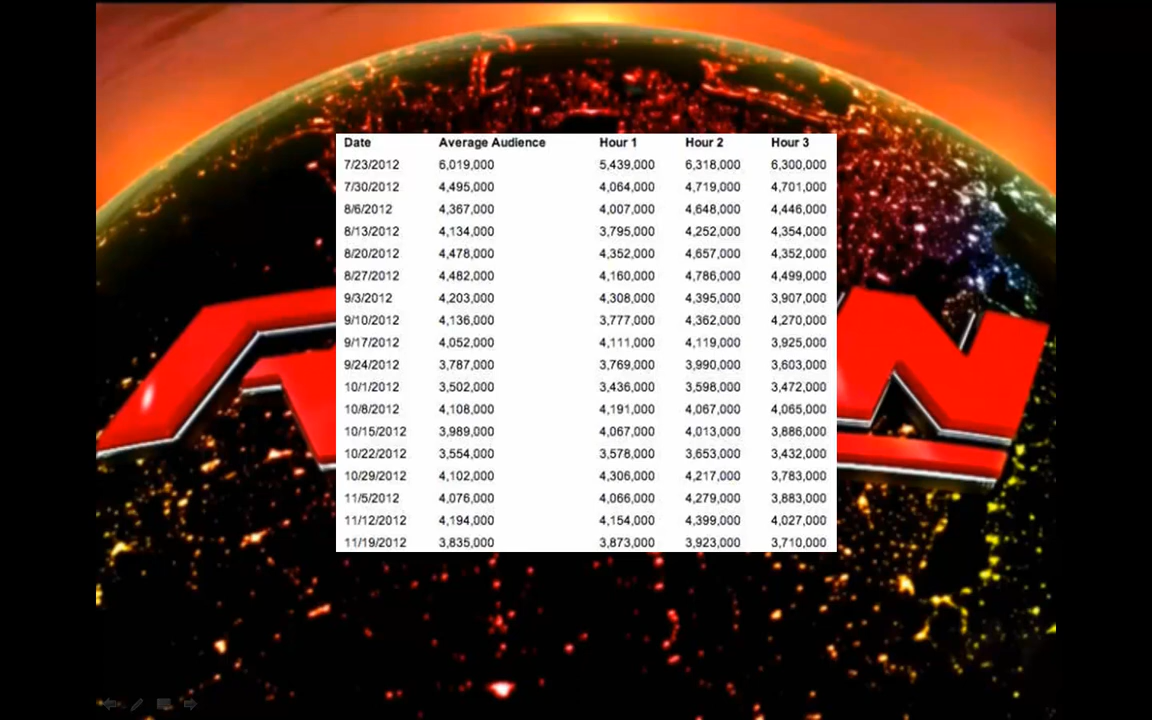 Date Average Audience Hour 1 Hour 2 Hour 3
7/23/2012 6,019,000 5,439,000 6,318,000 6,300,000
7/30/2012 4,495,000 4,064,000 4,719,000 4,701,000
8/6/2012 4,367,000 4,007,000 4,648,000 4,446,000
8/13/2012 4,134,000 3,795,000 4,252,000 4,354,000
8/20/2012 4,478,000 4,352,000 4,657,000 4,352,000
8/27/2012 4,482,000 4,160,000 4,786,000 4,499,000
9/3/2012 4,203,000 4,308,000 4,395,000 3,907,000
9/10/2012 4,136,000 3,777,000 4,362,000 4,270,000
9/17/2012 4,052,000 4,111,000 4,119,000 3,925,000
9/24/2012 3,787,000 3,769,000 3,990,000 3,603,000
10/1/2012 3,502,000 3,436,000 3,598,000 3,472,000
10/8/2012 4,108,000 4,191,000 4,067,000 4,065,000
10/15/2012 3,989,000 4,067,000 4,013,000 3,886,000
10/22/2012 3,554,000 3,578,000 3,653,000 3,432,000
10/29/2012 4,102,000 4,306,000 4,217,000 3,783,000
11/5/2012 4,076,000 4,066,000 4,279,000 3,883,000
11/12/2012 4,194,000 4,154,000 4,399,000 4,027,000
11/19/2012 3,835,000 3,873,000 3,923,000 3,710,000